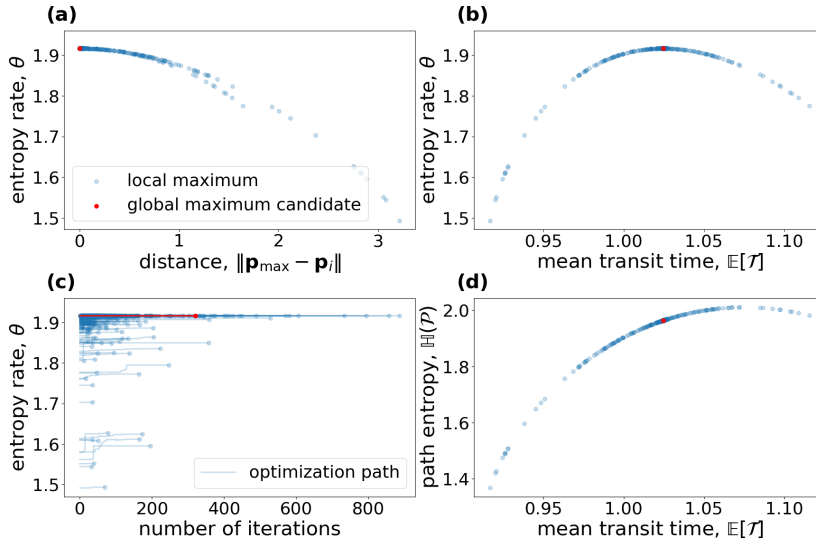 (a)
1.9
1.8
1.7
1.6
1.5
entropy rate, θ
local maximum
global maximum candidate
0 1 2 3
distance, ‖p_max − p_i‖
(b)
1.9
1.8
1.7
1.6
1.5
entropy rate, θ
0.95 1.00 1.05 1.10
mean transit time, 𝔼[𝒯]
(c)
1.9
1.8
1.7
1.6
1.5
entropy rate, θ
optimization path
0 200 400 600 800
number of iterations
(d)
2.0
1.8
1.6
1.4
path entropy, ℍ(𝒫)
0.95 1.00 1.05 1.10
mean transit time, 𝔼[𝒯]